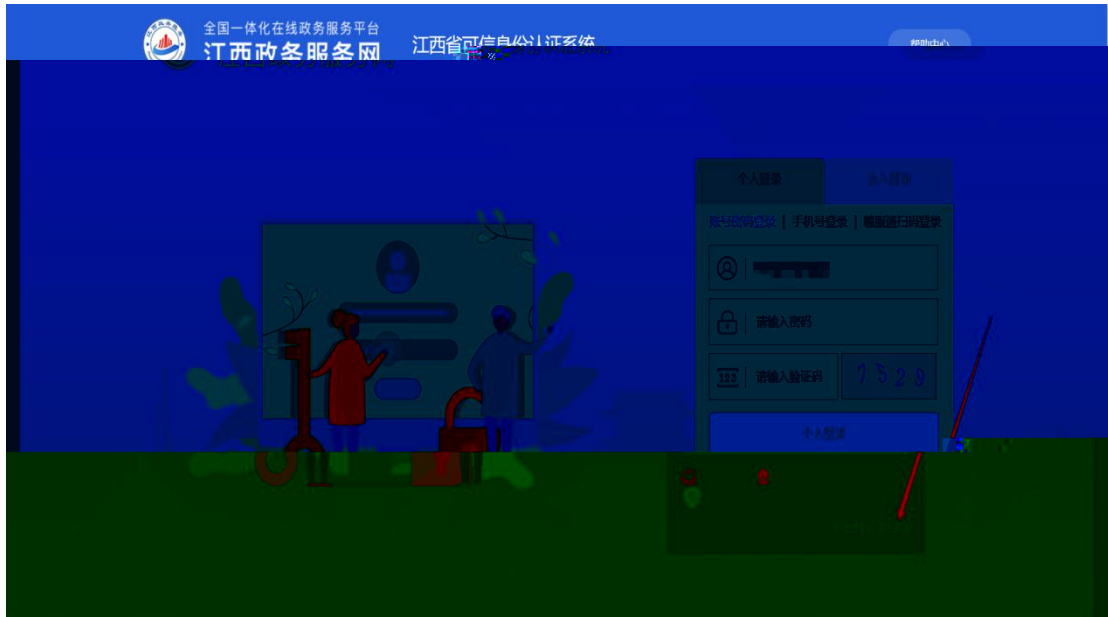 全国一体化在线政务服务平台
江西政务服务网
江西省可信身份认证系统
帮助中心
个人登录
法人登录
账号密码登录 | 手机号登录 | 赣服通扫码登录
请输入密码
123 请输入验证码 7529
个人登录